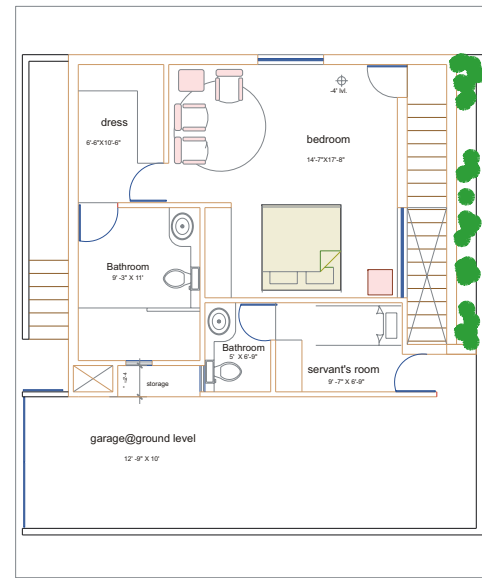 -4' lvl.
dress
6'-6"X10'-6"
bedroom
14'-7"X17'-8"
Bathroom
9' -3" X 11'
Bathroom
5' X 6'-9"
servant's room
9' -7" X 6'-9"
storage
garage@ground level
12' -9" X 10'